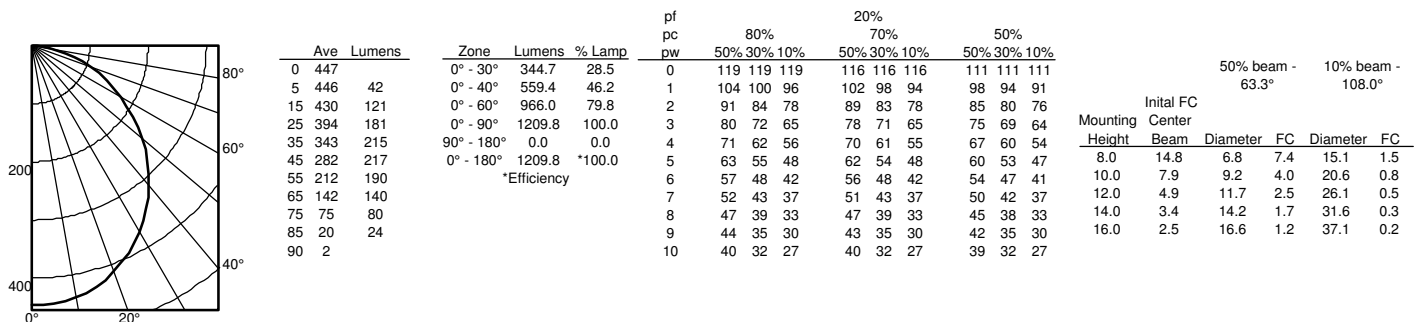 200
400
0°
20°
40°
60°
80°
Ave Lumens
0 447
5 446 42
15 430 121
25 394 181
35 343 215
45 282 217
55 212 190
65 142 140
75 75 80
85 20 24
90 2
Zone Lumens % Lamp
0° - 30° 344.7 28.5
0° - 40° 559.4 46.2
0° - 60° 966.0 79.8
0° - 90° 1209.8 100.0
90° - 180° 0.0 0.0
0° - 180° 1209.8 *100.0
*Efficiency
pf 20%
pc 80% 70% 50%
pw 50% 30% 10% 50% 30% 10% 50% 30% 10%
0 119 119 119 116 116 116 111 111 111
1 104 100 96 102 98 94 98 94 91
2 91 84 78 89 83 78 85 80 76
3 80 72 65 78 71 65 75 69 64
4 71 62 56 70 61 55 67 60 54
5 63 55 48 62 54 48 60 53 47
6 57 48 42 56 48 42 54 47 41
7 52 43 37 51 43 37 50 42 37
8 47 39 33 47 39 33 45 38 33
9 44 35 30 43 35 30 42 35 30
10 40 32 27 40 32 27 39 32 27
50% beam - 10% beam -
63.3° 108.0°
Inital FC
Mounting Center
Height Beam Diameter FC Diameter FC
8.0 14.8 6.8 7.4 15.1 1.5
10.0 7.9 9.2 4.0 20.6 0.8
12.0 4.9 11.7 2.5 26.1 0.5
14.0 3.4 14.2 1.7 31.6 0.3
16.0 2.5 16.6 1.2 37.1 0.2